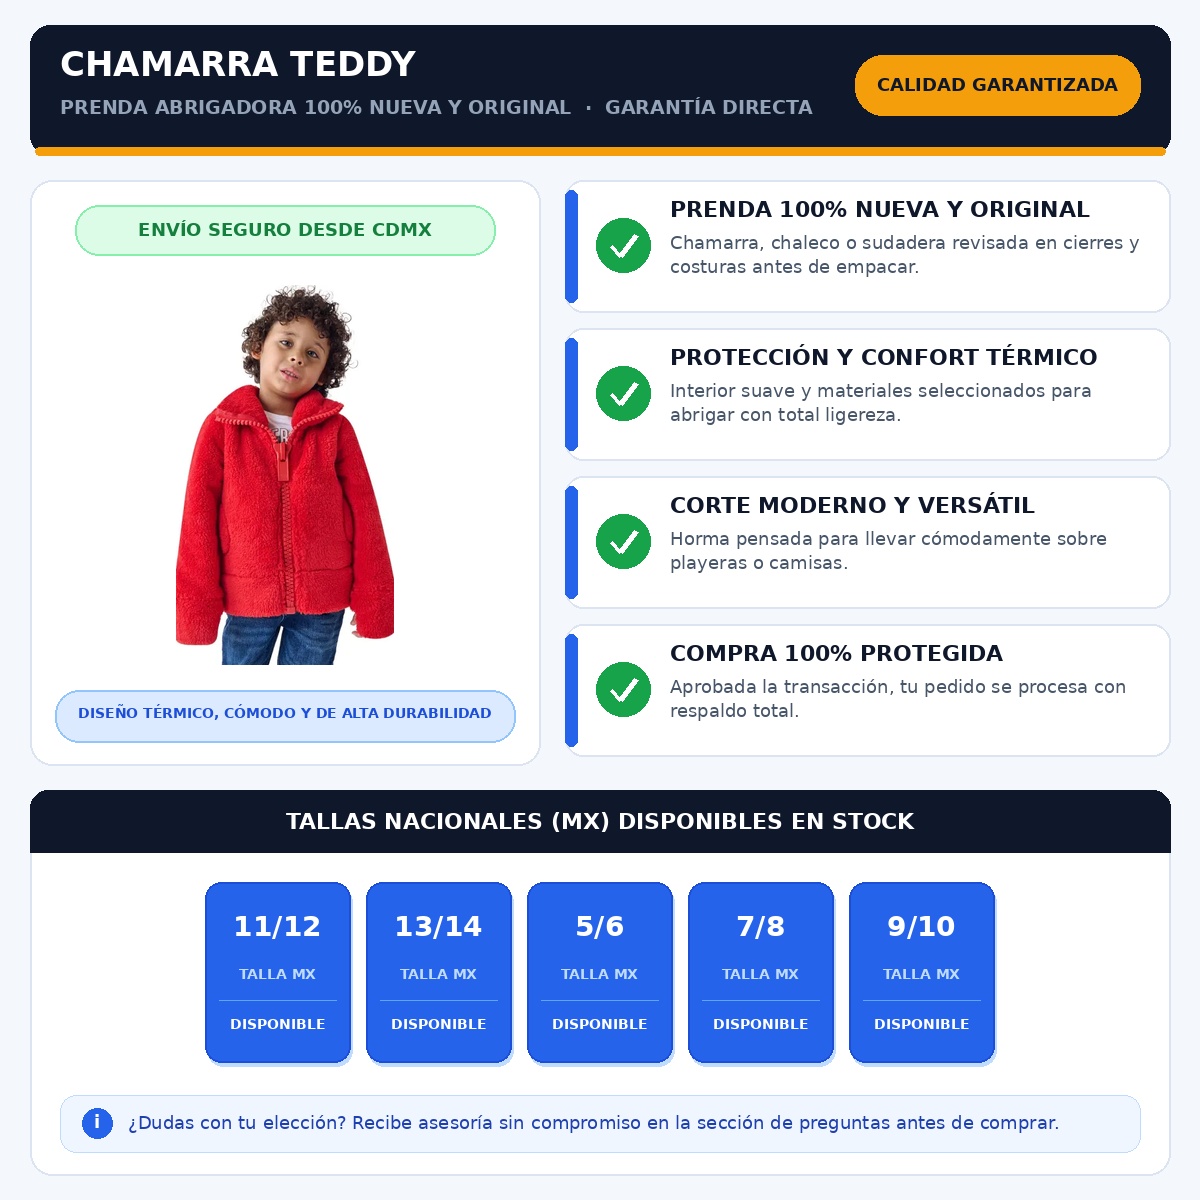 CHAMARRA TEDDY
PRENDA ABRIGADORA 100% NUEVA Y ORIGINAL · GARANTÍA DIRECTA
CALIDAD GARANTIZADA
ENVÍO SEGURO DESDE CDMX
DISEÑO TÉRMICO, CÓMODO Y DE ALTA DURABILIDAD
PRENDA 100% NUEVA Y ORIGINAL
Chamarra, chaleco o sudadera revisada en cierres y
costuras antes de empacar.
PROTECCIÓN Y CONFORT TÉRMICO
Interior suave y materiales seleccionados para
abrigar con total ligereza.
CORTE MODERNO Y VERSÁTIL
Horma pensada para llevar cómodamente sobre
playeras o camisas.
COMPRA 100% PROTEGIDA
Aprobada la transacción, tu pedido se procesa con
respaldo total.
TALLAS NACIONALES (MX) DISPONIBLES EN STOCK
11/12
TALLA MX
DISPONIBLE
13/14
TALLA MX
DISPONIBLE
5/6
TALLA MX
DISPONIBLE
7/8
TALLA MX
DISPONIBLE
9/10
TALLA MX
DISPONIBLE
i ¿Dudas con tu elección? Recibe asesoría sin compromiso en la sección de preguntas antes de comprar.